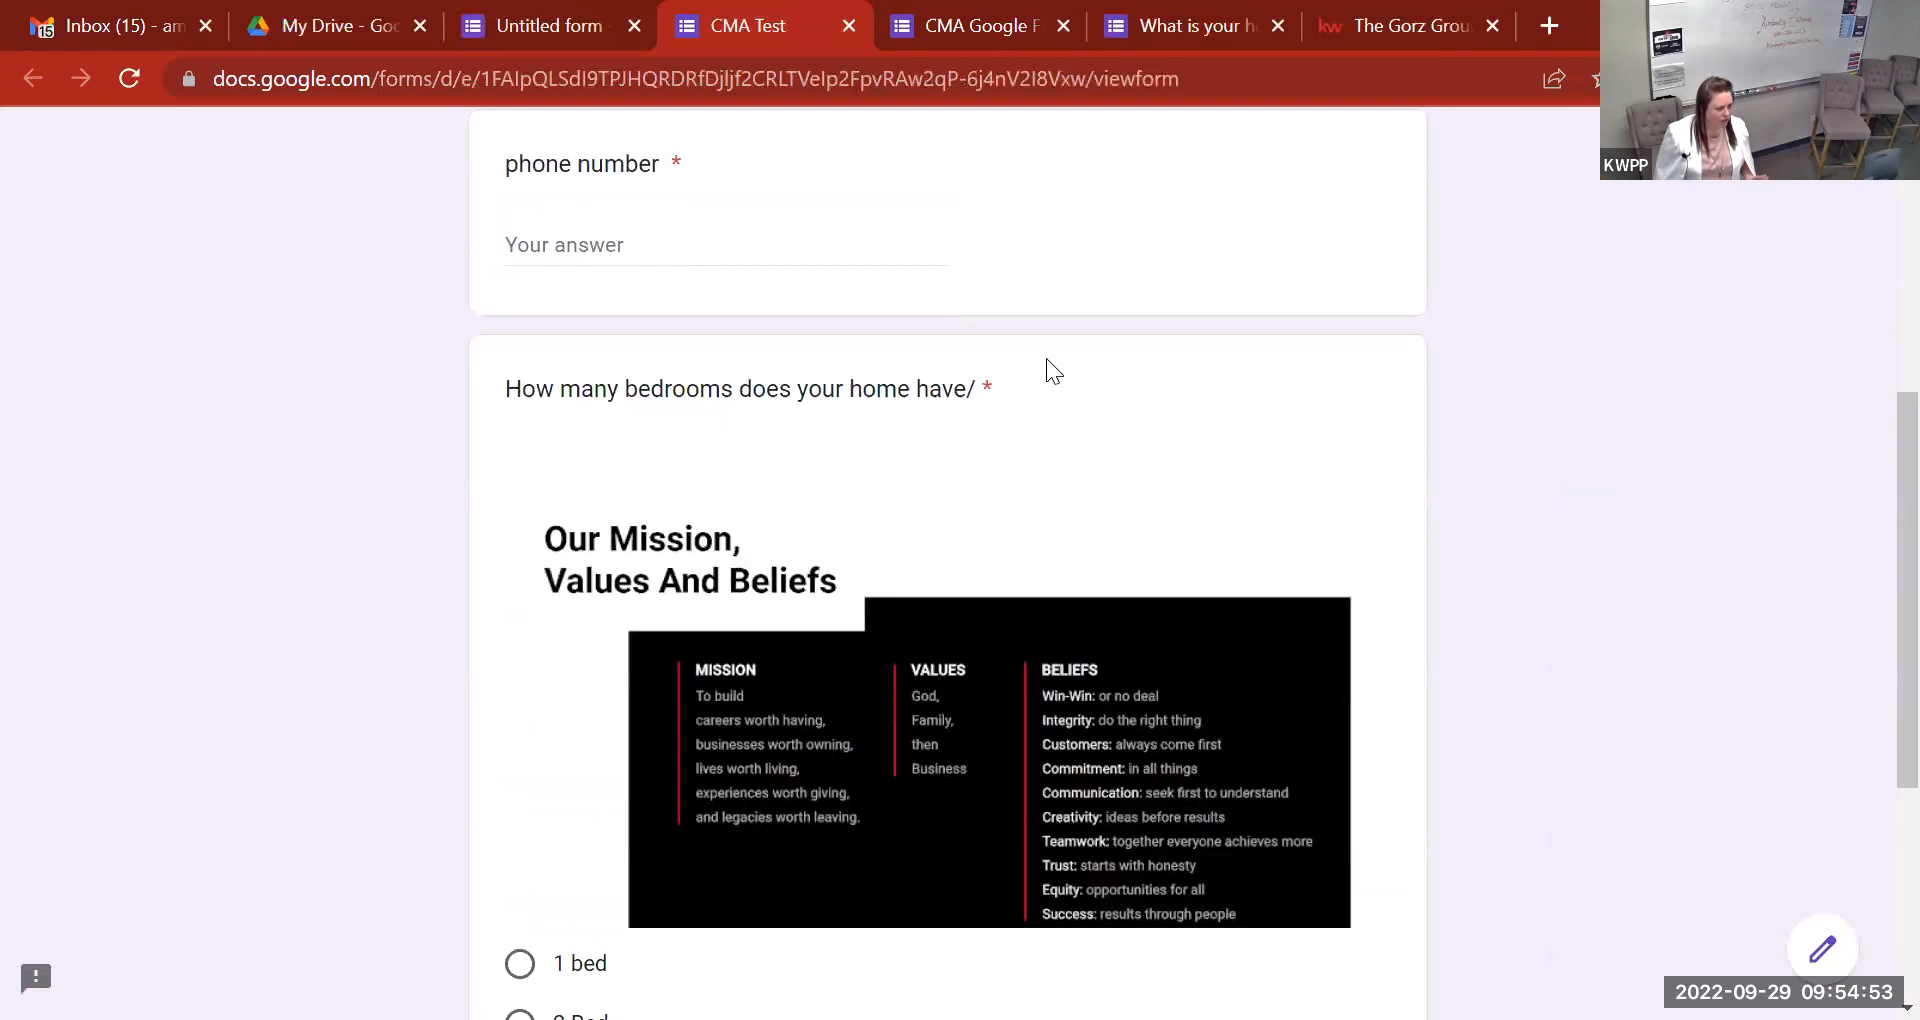 Inbox (15) - an
My Drive - Goo
Untitled form
CMA Test
CMA Google F
What is your h
kw The Gorz Grou
docs.google.com/forms/d/e/1FAIpQLSdI9TPJHQRDRfDjljf2CRLTVeIp2FpvRAw2qP-6j4nV2I8Vxw/viewform
KWPP
phone number *
Your answer
How many bedrooms does your home have/ *
Our Mission,
Values And Beliefs
MISSION
To build
careers worth having,
businesses worth owning,
lives worth living,
experiences worth giving,
and legacies worth leaving.
VALUES
God,
Family,
then
Business
BELIEFS
Win-Win: or no deal
Integrity: do the right thing
Customers: always come first
Commitment: in all things
Communication: seek first to understand
Creativity: ideas before results
Teamwork: together everyone achieves more
Trust: starts with honesty
Equity: opportunities for all
Success: results through people
1 bed
2022-09-29 09:54:53